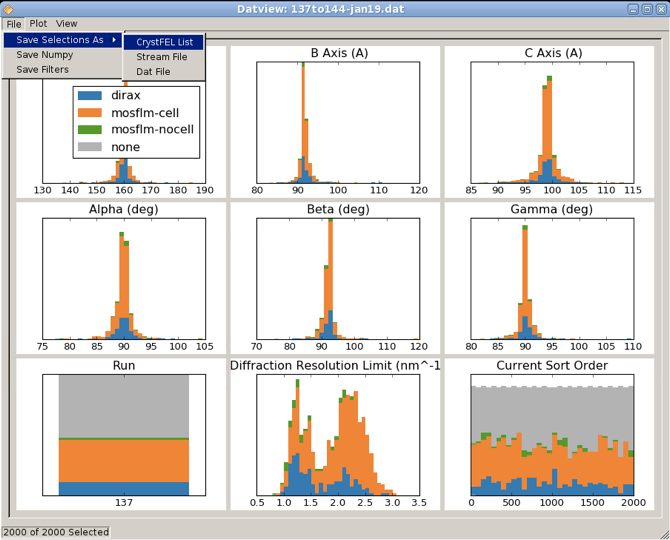 Datview: 137to144-jan19.dat
File Plot View
Save Selections As
Save Numpy
Save Filters
CrystFEL List
Stream File
Dat File
dirax
mosflm-cell
mosflm-nocell
none
130 140 150 160 170 180 190
B Axis (A)
80 90 100 110 120
C Axis (A)
85 90 95 100 105 110 115
Alpha (deg)
75 80 85 90 95 100 105
Beta (deg)
70 80 90 100 110 120
Gamma (deg)
80 85 90 95 100 105 110
Run
137
Diffraction Resolution Limit (nm^-1
0.5 1.0 1.5 2.0 2.5 3.0 3.5
Current Sort Order
0 500 1000 1500 2000
2000 of 2000 Selected